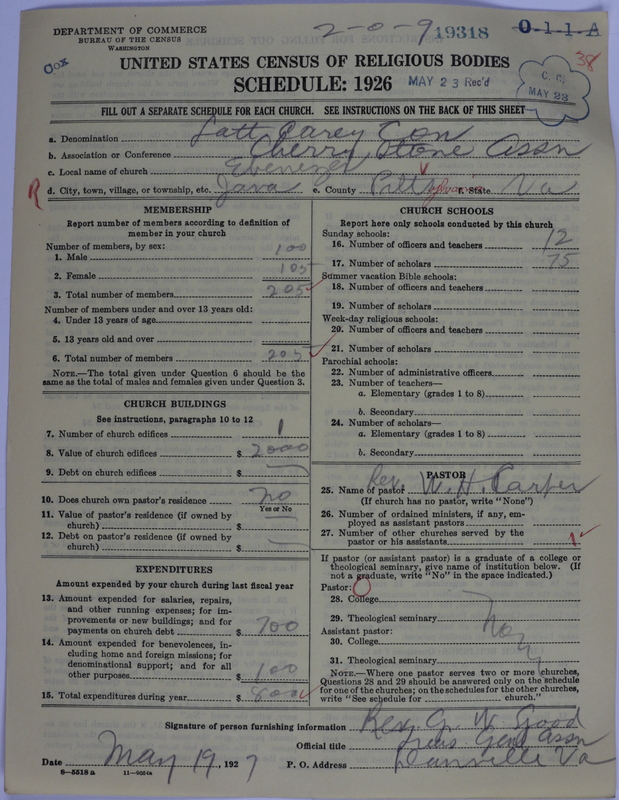 DEPARTMENT OF COMMERCE
BUREAU OF THE CENSUS
WASHINGTON
2-0-9 19318 0-1-1-A
Cox
38
UNITED STATES CENSUS OF RELIGIOUS BODIES
SCHEDULE: 1926
MAY 23 Rec'd
C. C.
MAY 23
FILL OUT A SEPARATE SCHEDULE FOR EACH CHURCH. SEE INSTRUCTIONS ON THE BACK OF THIS SHEET
a. Denomination Latt Carey Con
b. Association or Conference Cherry Stone Assn
c. Local name of church Ebenezer
R
d. City, town, village, or township, etc. Java e. County Pittsylvania f. State Va
MEMBERSHIP
Report number of members according to definition of
member in your church
Number of members, by sex:
1. Male 100
2. Female 105
3. Total number of members 205
Number of members under and over 13 years old:
4. Under 13 years of age
5. 13 years old and over
6. Total number of members 205
NOTE.—The total given under Question 6 should be the
same as the total of males and females given under Question 3.
CHURCH BUILDINGS
See instructions, paragraphs 10 to 12
7. Number of church edifices 1
8. Value of church edifices $ 2000
9. Debt on church edifices $
10. Does church own pastor's residence no
Yes or No
11. Value of pastor's residence (if owned by
church) $
12. Debt on pastor's residence (if owned by
church) $
EXPENDITURES
Amount expended by your church during last fiscal year
13. Amount expended for salaries, repairs,
and other running expenses; for im-
provements or new buildings; and for
payments on church debt $ 700
14. Amount expended for benevolences, in-
cluding home and foreign missions; for
denominational support; and for all
other purposes $ 100
15. Total expenditures during year $ 800
CHURCH SCHOOLS
Report here only schools conducted by this church
Sunday schools:
16. Number of officers and teachers 12
17. Number of scholars 75
Summer vacation Bible schools:
18. Number of officers and teachers
19. Number of scholars
Week-day religious schools:
20. Number of officers and teachers
21. Number of scholars
Parochial schools:
22. Number of administrative officers
23. Number of teachers—
a. Elementary (grades 1 to 8)
b. Secondary
24. Number of scholars—
a. Elementary (grades 1 to 8)
b. Secondary
PASTOR
25. Name of pastor Rev. W. H. Carper
(If church has no pastor, write "None")
26. Number of ordained ministers, if any, em-
ployed as assistant pastors
27. Number of other churches served by the
pastor or his assistants 1
If pastor (or assistant pastor) is a graduate of a college or
theological seminary, give name of institution below. (If
not a graduate, write "No" in the space indicated.)
Pastor:
28. College
29. Theological seminary
Assistant pastor:
30. College
31. Theological seminary
NOTE.—Where one pastor serves two or more churches,
Questions 28 and 29 should be answered only on the schedule
for one of the churches; on the schedules for the other churches,
write "See schedule for church."
Signature of person furnishing information Rev. G. W. Good
Official title Gen Assn
Date May 19, 1927 P. O. Address Danville Va
8—5518 a 11—9034a